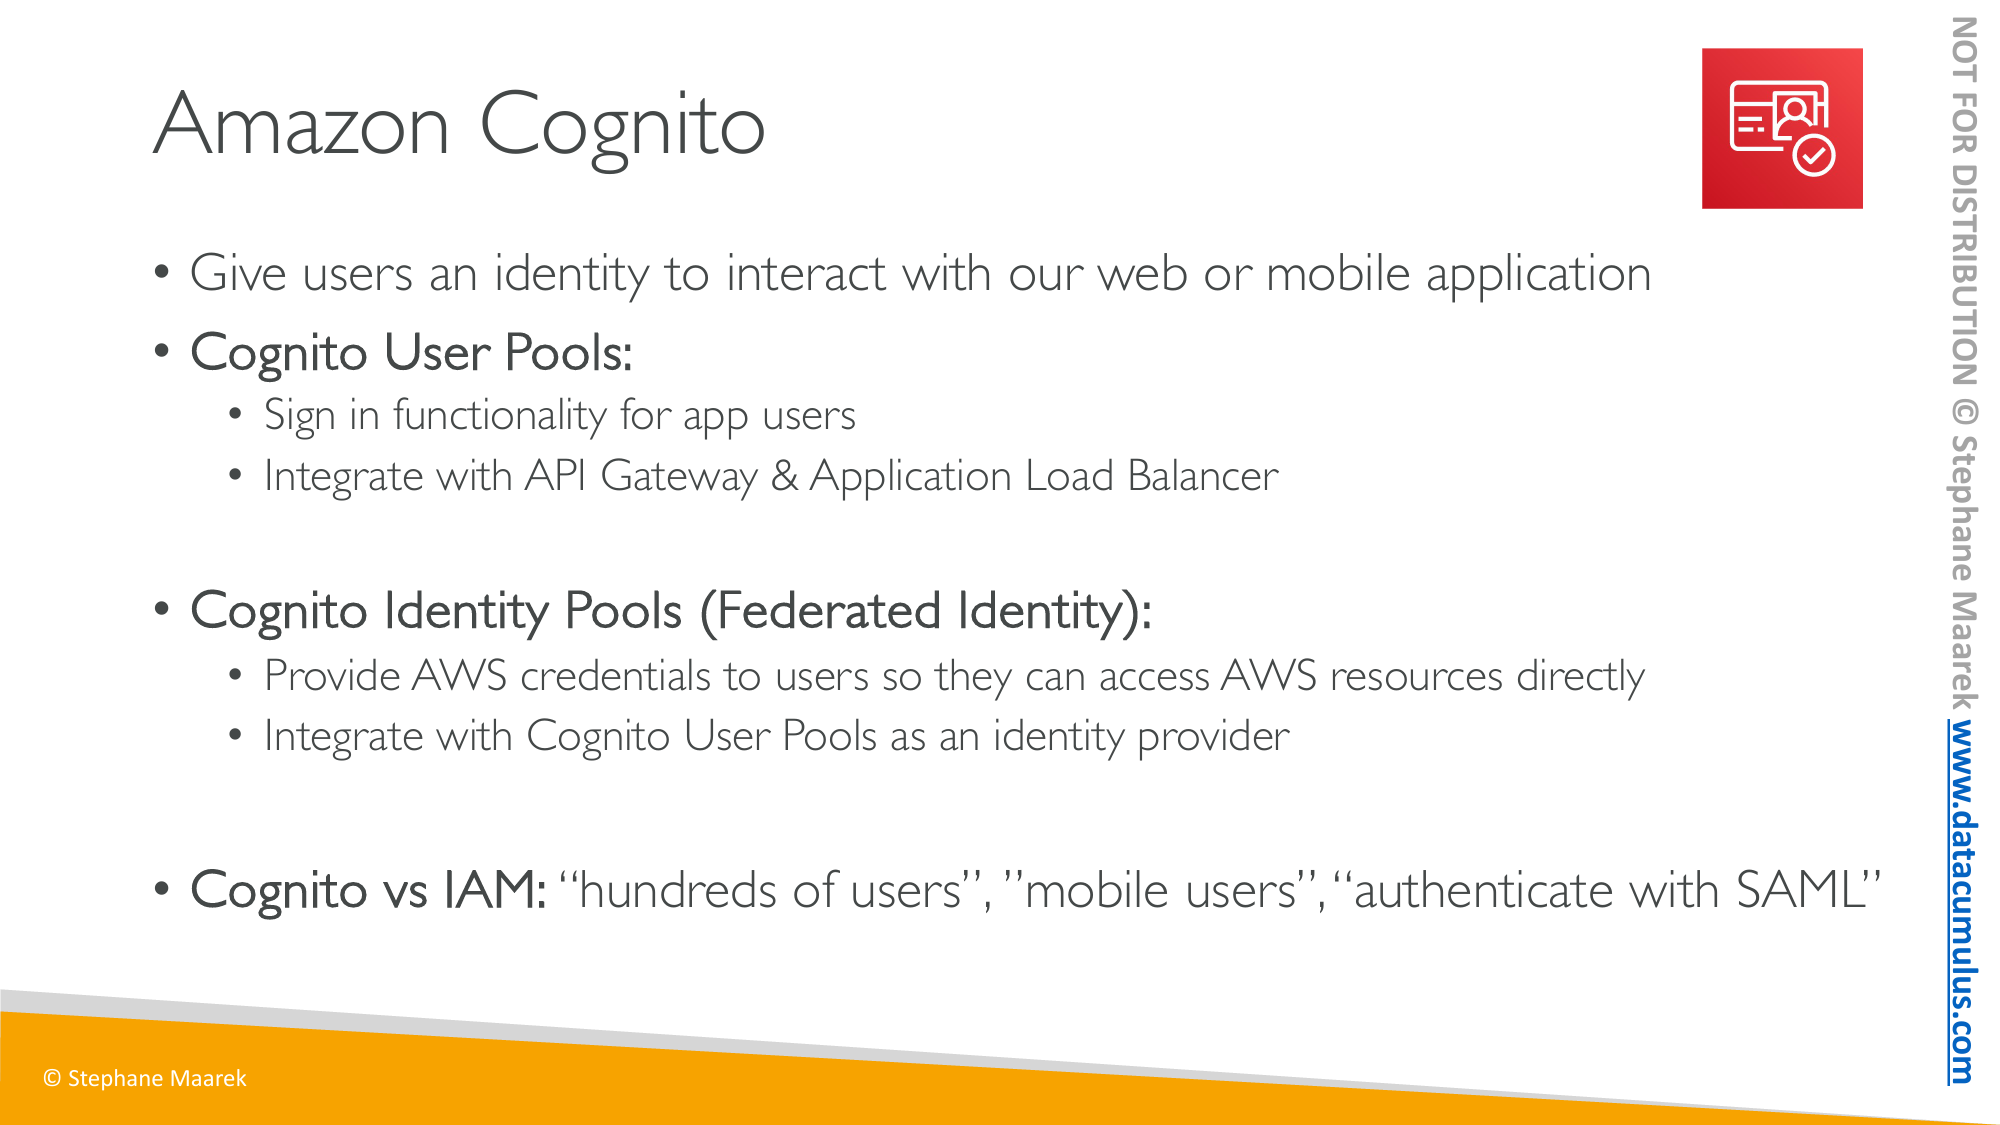 Amazon Cognito
• Give users an identity to interact with our web or mobile application
• Cognito User Pools:
• Sign in functionality for app users
• Integrate with API Gateway & Application Load Balancer
• Cognito Identity Pools (Federated Identity):
• Provide AWS credentials to users so they can access AWS resources directly
• Integrate with Cognito User Pools as an identity provider
• Cognito vs IAM: “hundreds of users”, ”mobile users”, “authenticate with SAML”
© Stephane Maarek
NOT FOR DISTRIBUTION © Stephane Maarek www.datacumulus.com